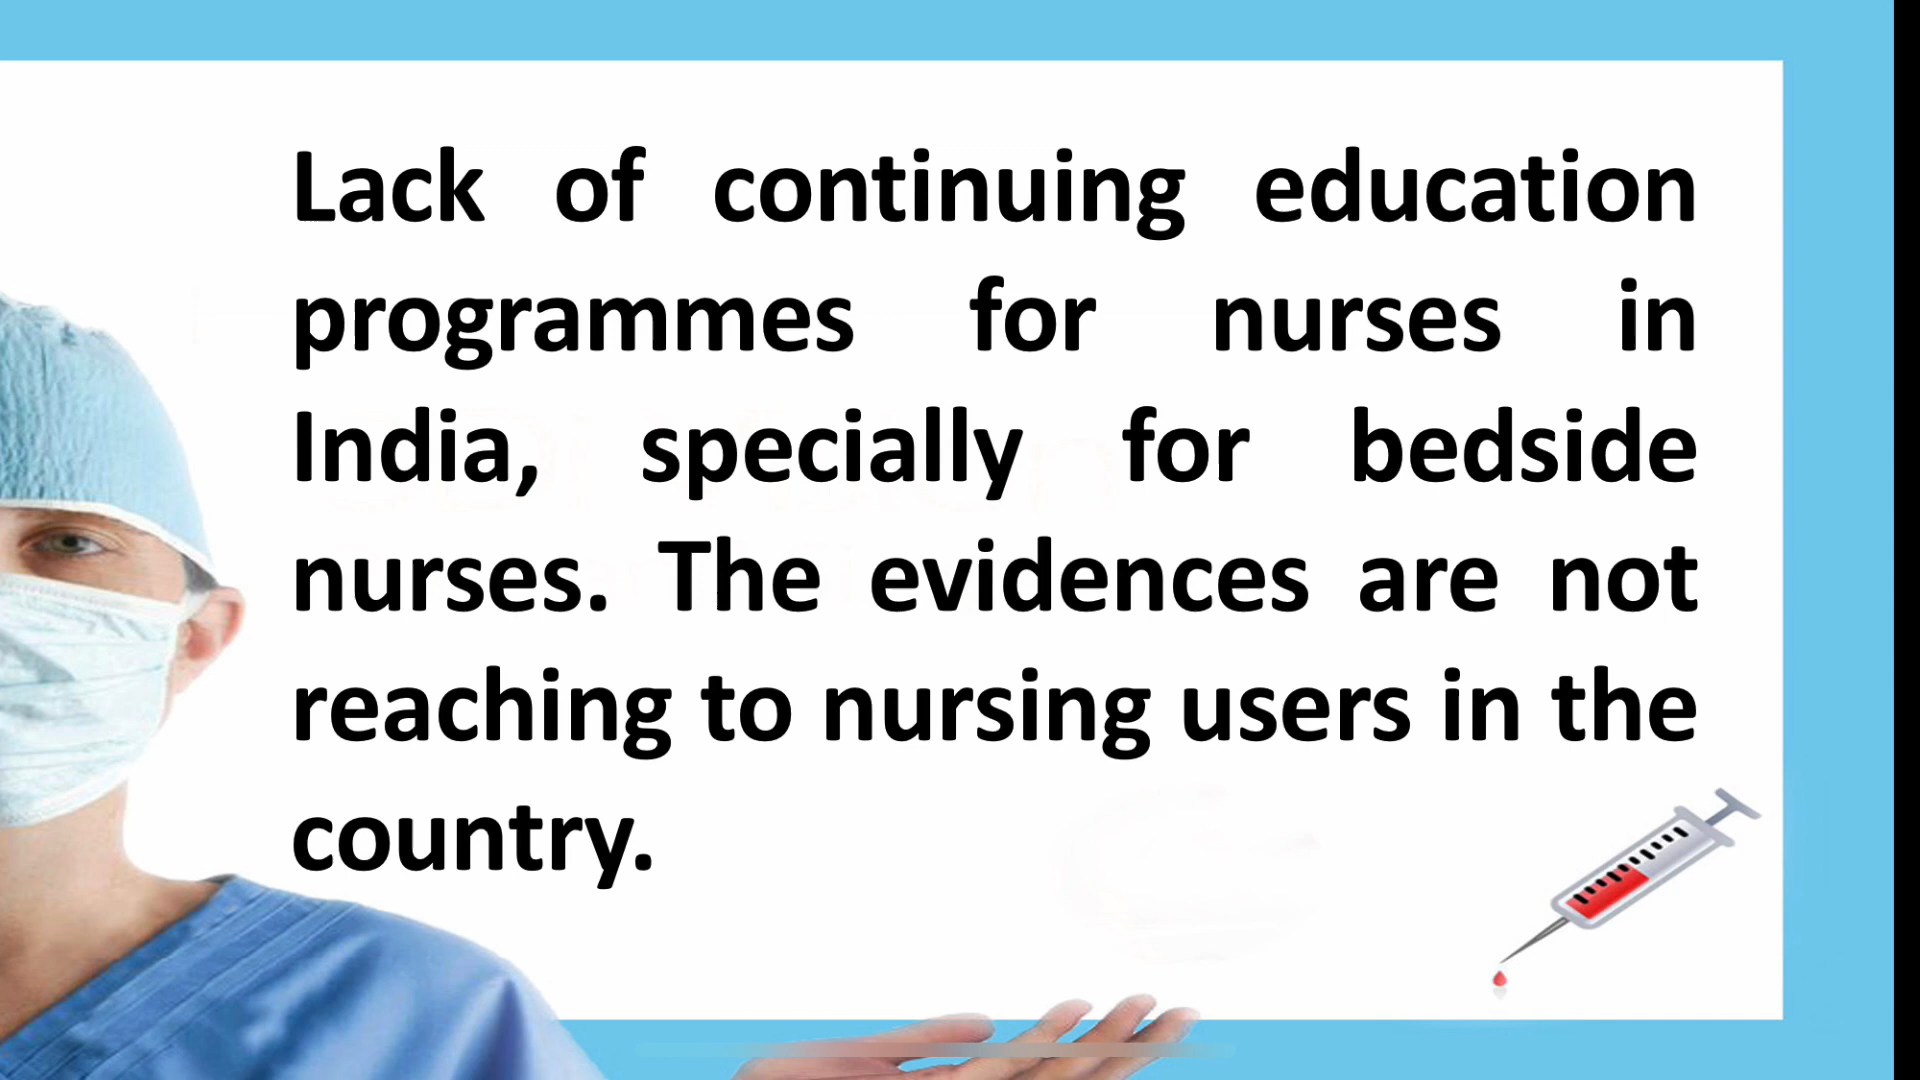 Lack of continuing education
programmes for nurses in
India, specially for bedside
nurses. The evidences are not
reaching to nursing users in the
country.